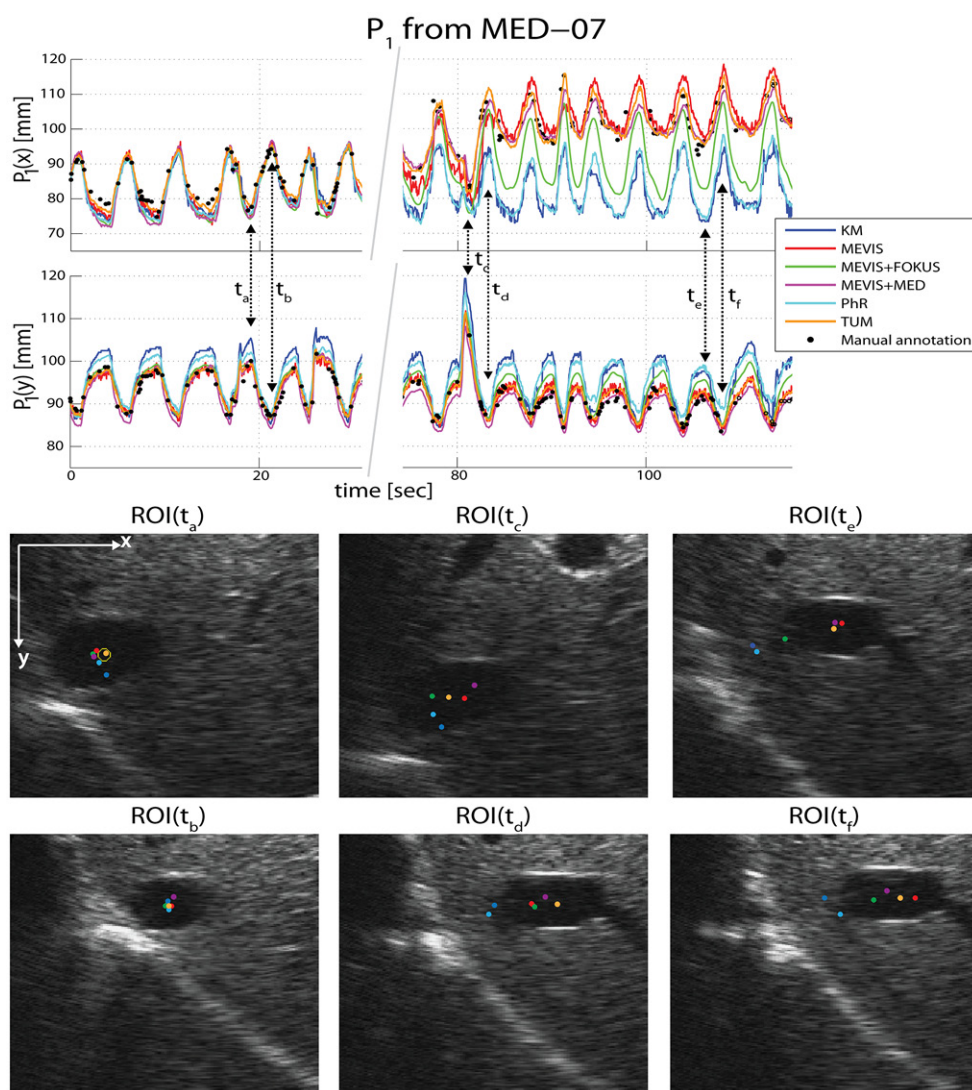 P1 from MED–07
P1(x) [mm]
120
110
100
90
80
70
P1(y) [mm]
120
100
90
80
0
20
80
100
time [sec]
ta
tb
tc
td
te
tf
KM
MEVIS
MEVIS+FOKUS
MEVIS+MED
PhR
TUM
Manual annotation
ROI(ta)
ROI(tc)
ROI(te)
x
y
ROI(tb)
ROI(td)
ROI(tf)